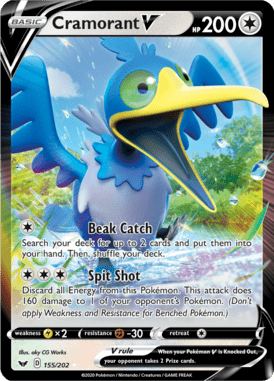 BASIC Cramorant V HP 200
Beak Catch
Search your deck for up to 2 cards and put them into
your hand. Then, shuffle your deck.
Spit Shot
Discard all Energy from this Pokémon. This attack does
160 damage to 1 of your opponent's Pokémon. (Don't
apply Weakness and Resistance for Benched Pokémon.)
weakness ×2 resistance -30 retreat
Illus. aky CG Works
V rule
When your Pokémon V is Knocked Out,
your opponent takes 2 Prize cards.
D 155/202
©2020 Pokémon / Nintendo / Creatures / GAME FREAK